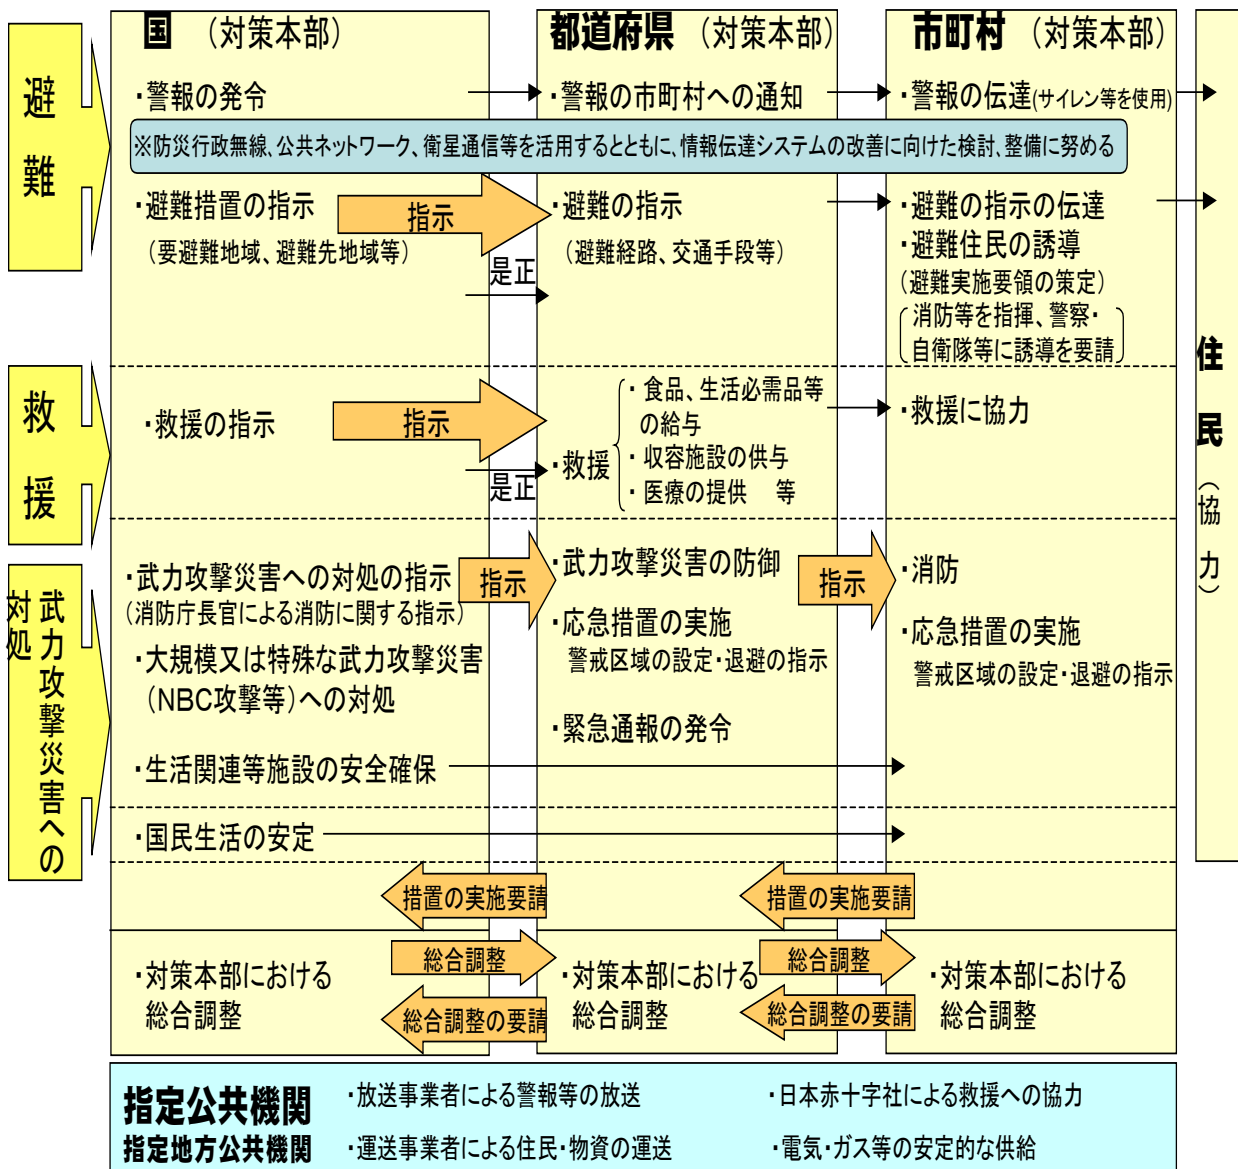 国 （対策本部）
都道府県 （対策本部）
市町村 （対策本部）
避難
・警報の発令
・警報の市町村への通知
・警報の伝達(サイレン等を使用)
※防災行政無線、公共ネットワーク、衛星通信等を活用するとともに、情報伝達システムの改善に向けた検討、整備に努める
・避難措置の指示
（要避難地域、避難先地域等）
指示
是正
・避難の指示
（避難経路、交通手段等）
・避難の指示の伝達
・避難住民の誘導
（避難実施要領の策定）
消防等を指揮、警察・
自衛隊等に誘導を要請
住民（協力）
救援
・救援の指示
指示
是正
・救援
・食品、生活必需品等
の給与
・収容施設の供与
・医療の提供 等
・救援に協力
武力攻撃災害への
対処
・武力攻撃災害への対処の指示
（消防庁長官による消防に関する指示）
・大規模又は特殊な武力攻撃災害
（NBC攻撃等）への対処
・生活関連等施設の安全確保
指示
・武力攻撃災害の防御
・応急措置の実施
警戒区域の設定・退避の指示
・緊急通報の発令
指示
・消防
・応急措置の実施
警戒区域の設定・退避の指示
・国民生活の安定
措置の実施要請
措置の実施要請
・対策本部における
総合調整
総合調整
総合調整の要請
・対策本部における
総合調整
総合調整
総合調整の要請
・対策本部における
総合調整
指定公共機関
指定地方公共機関
・放送事業者による警報等の放送
・日本赤十字社による救援への協力
・運送事業者による住民・物資の運送
・電気・ガス等の安定的な供給